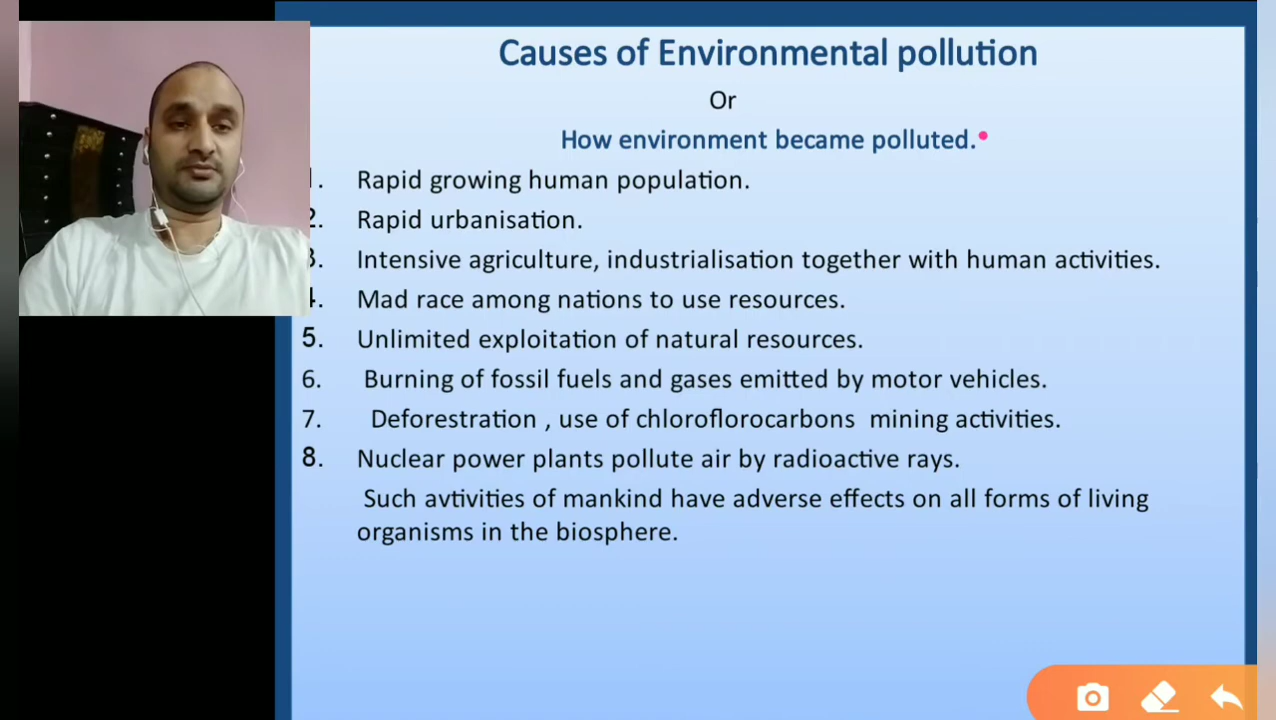 Causes of Environmental pollution
Or
How environment became polluted.
1. Rapid growing human population.
2. Rapid urbanisation.
3. Intensive agriculture, industrialisation together with human activities.
4. Mad race among nations to use resources.
5. Unlimited exploitation of natural resources.
6. Burning of fossil fuels and gases emitted by motor vehicles.
7. Deforestration , use of chloroflorocarbons mining activities.
8. Nuclear power plants pollute air by radioactive rays.
Such avtivities of mankind have adverse effects on all forms of living
organisms in the biosphere.